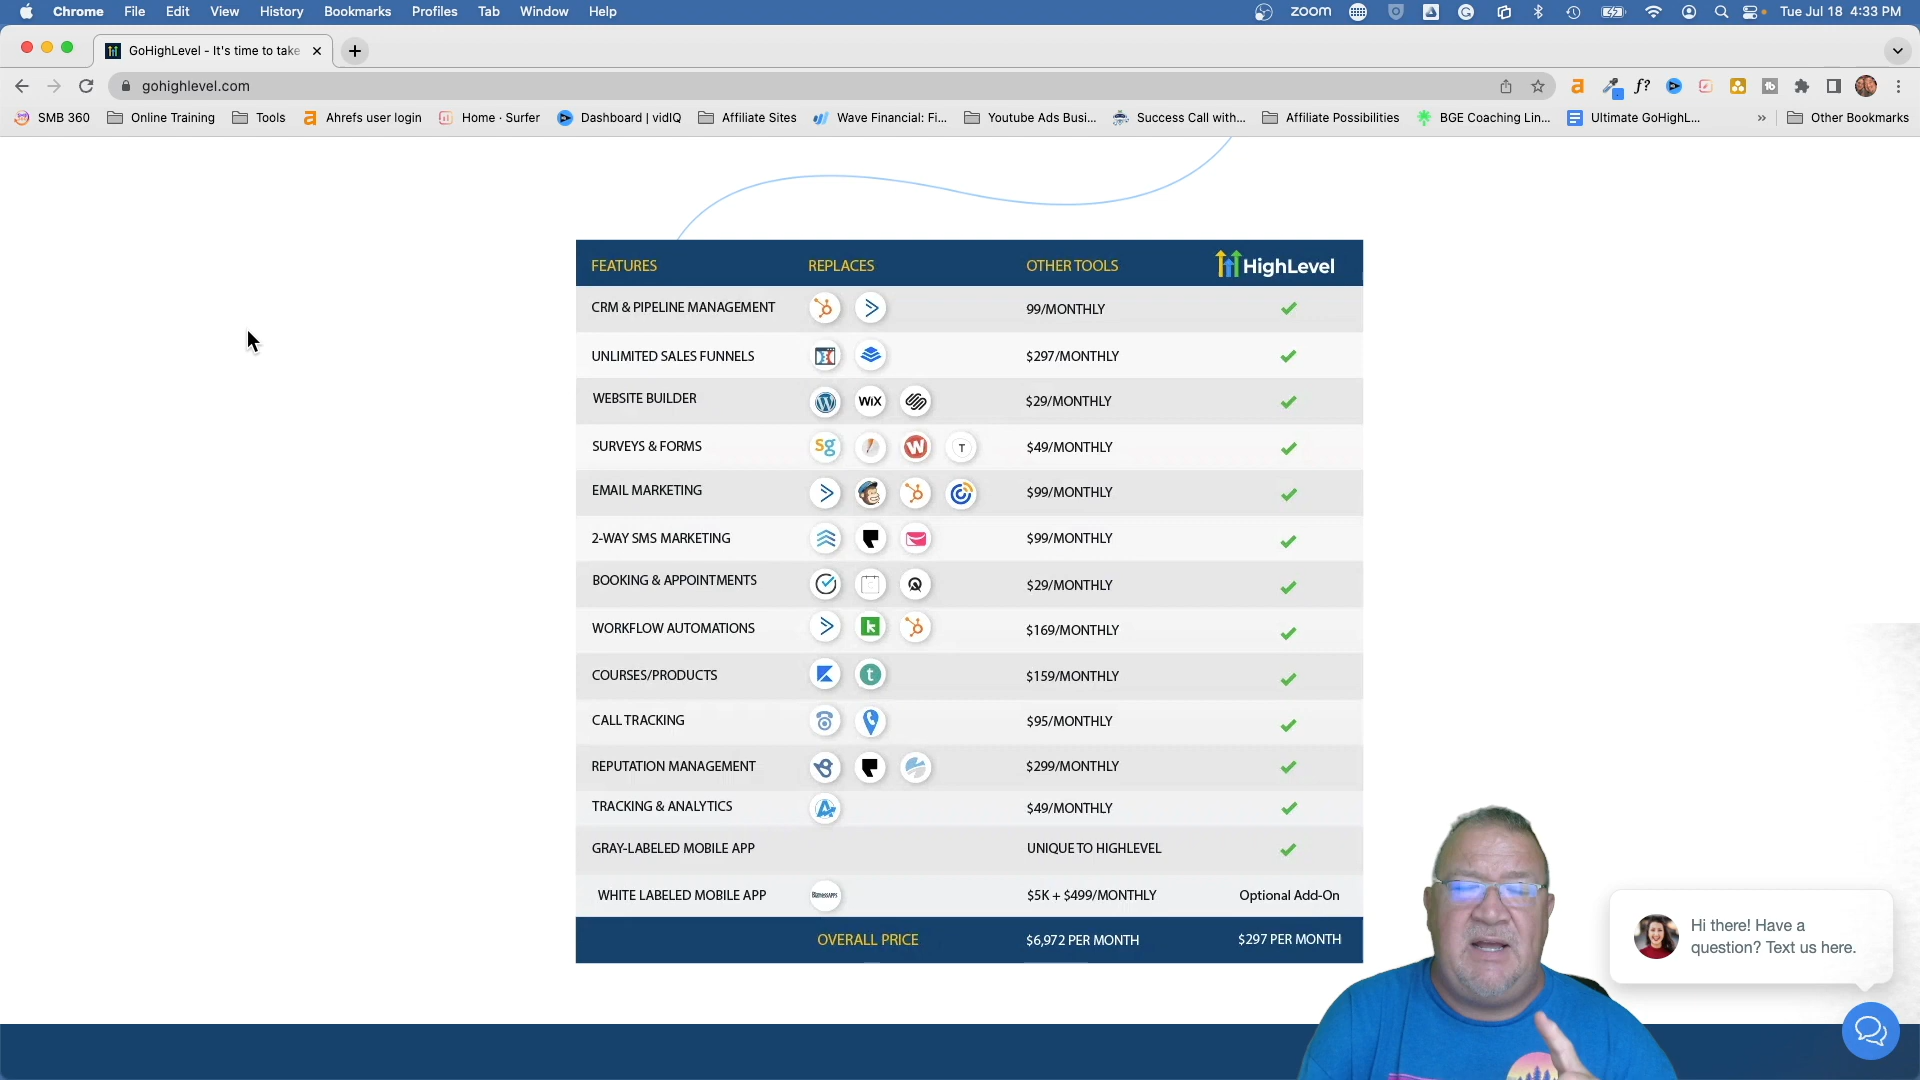 Chrome File Edit View History Bookmarks Profiles Tab Window Help
zoom
Tue Jul 18 4:33 PM
GoHighLevel - It's time to take
gohighlevel.com
f?
SMB 360
Online Training
Tools
Ahrefs user login
Home · Surfer
Dashboard | vidIQ
Affiliate Sites
Wave Financial: Fi...
Youtube Ads Busi...
Success Call with...
Affiliate Possibilities
BGE Coaching Lin...
Ultimate GoHighL...
»
Other Bookmarks
FEATURES REPLACES OTHER TOOLS HighLevel
CRM & PIPELINE MANAGEMENT 99/MONTHLY
UNLIMITED SALES FUNNELS $297/MONTHLY
WEBSITE BUILDER WiX $29/MONTHLY
SURVEYS & FORMS sg W T $49/MONTHLY
EMAIL MARKETING $99/MONTHLY
2-WAY SMS MARKETING $99/MONTHLY
BOOKING & APPOINTMENTS $29/MONTHLY
WORKFLOW AUTOMATIONS k $169/MONTHLY
COURSES/PRODUCTS t $159/MONTHLY
CALL TRACKING $95/MONTHLY
REPUTATION MANAGEMENT $299/MONTHLY
TRACKING & ANALYTICS $49/MONTHLY
GRAY-LABELED MOBILE APP UNIQUE TO HIGHLEVEL
WHITE LABELED MOBILE APP $5K + $499/MONTHLY Optional Add-On
OVERALL PRICE $6,972 PER MONTH $297 PER MONTH
Hi there! Have a
question? Text us here.